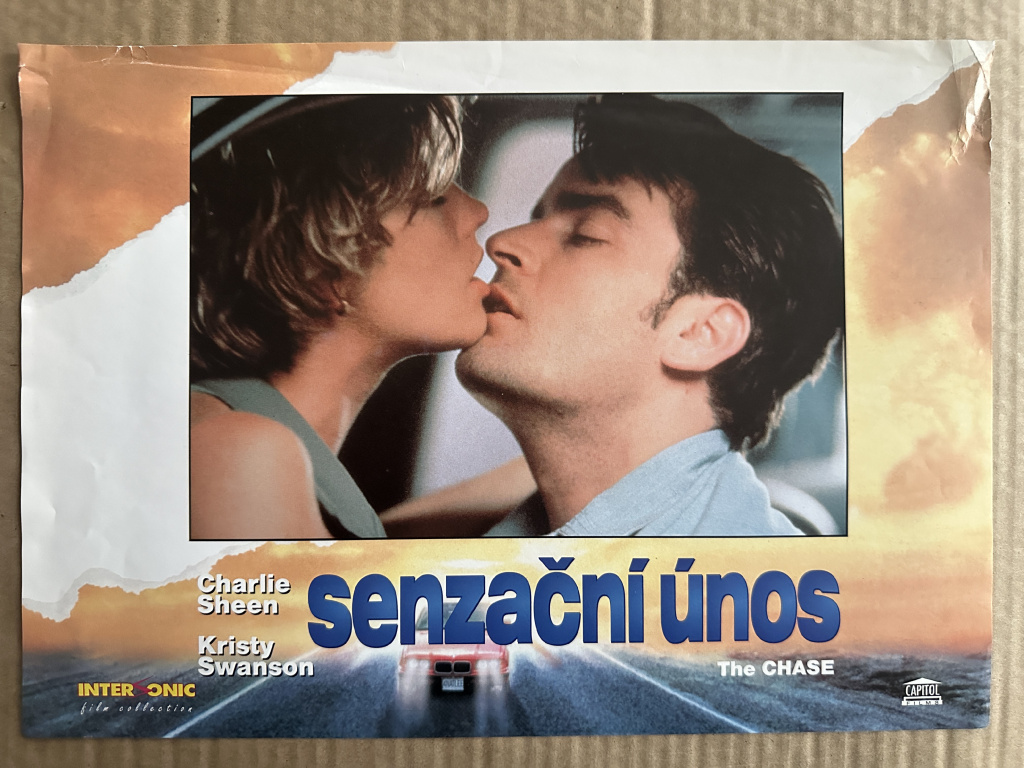 Charlie
Sheen
senzační únos
Kristy
Swanson
The CHASE
INTERSONIC
film collection
CAPITOL
FILMS